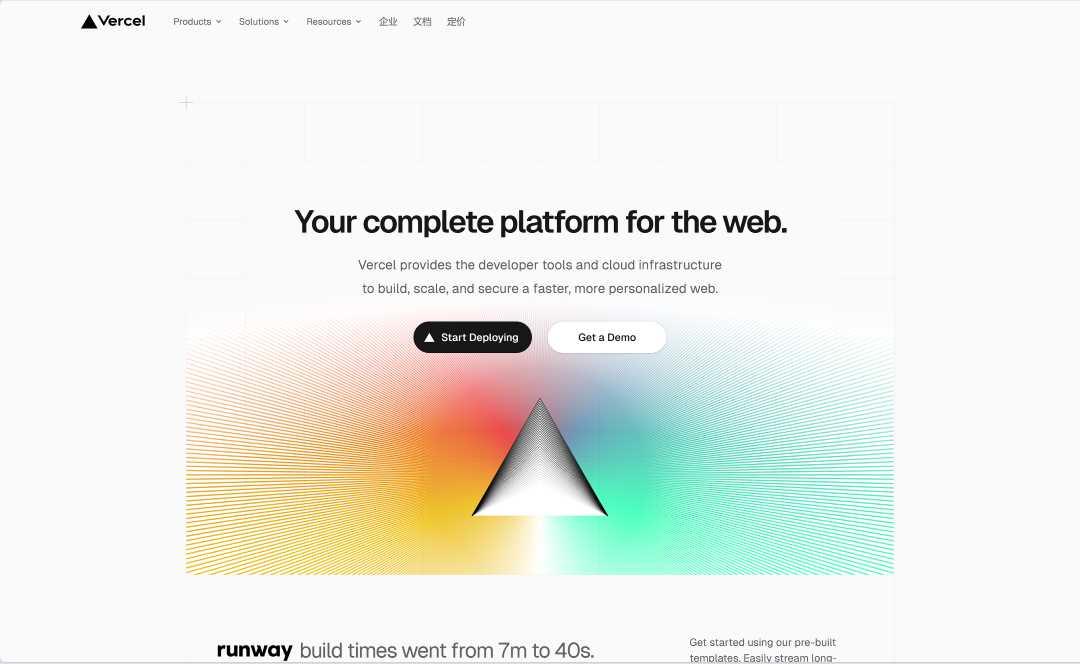 Vercel
Products Solutions Resources 企业 文档 定价
Your complete platform for the web.
Vercel provides the developer tools and cloud infrastructure
to build, scale, and secure a faster, more personalized web.
Start Deploying
Get a Demo
runway build times went from 7m to 40s.
Get started using our pre-built
templates. Easily stream long-